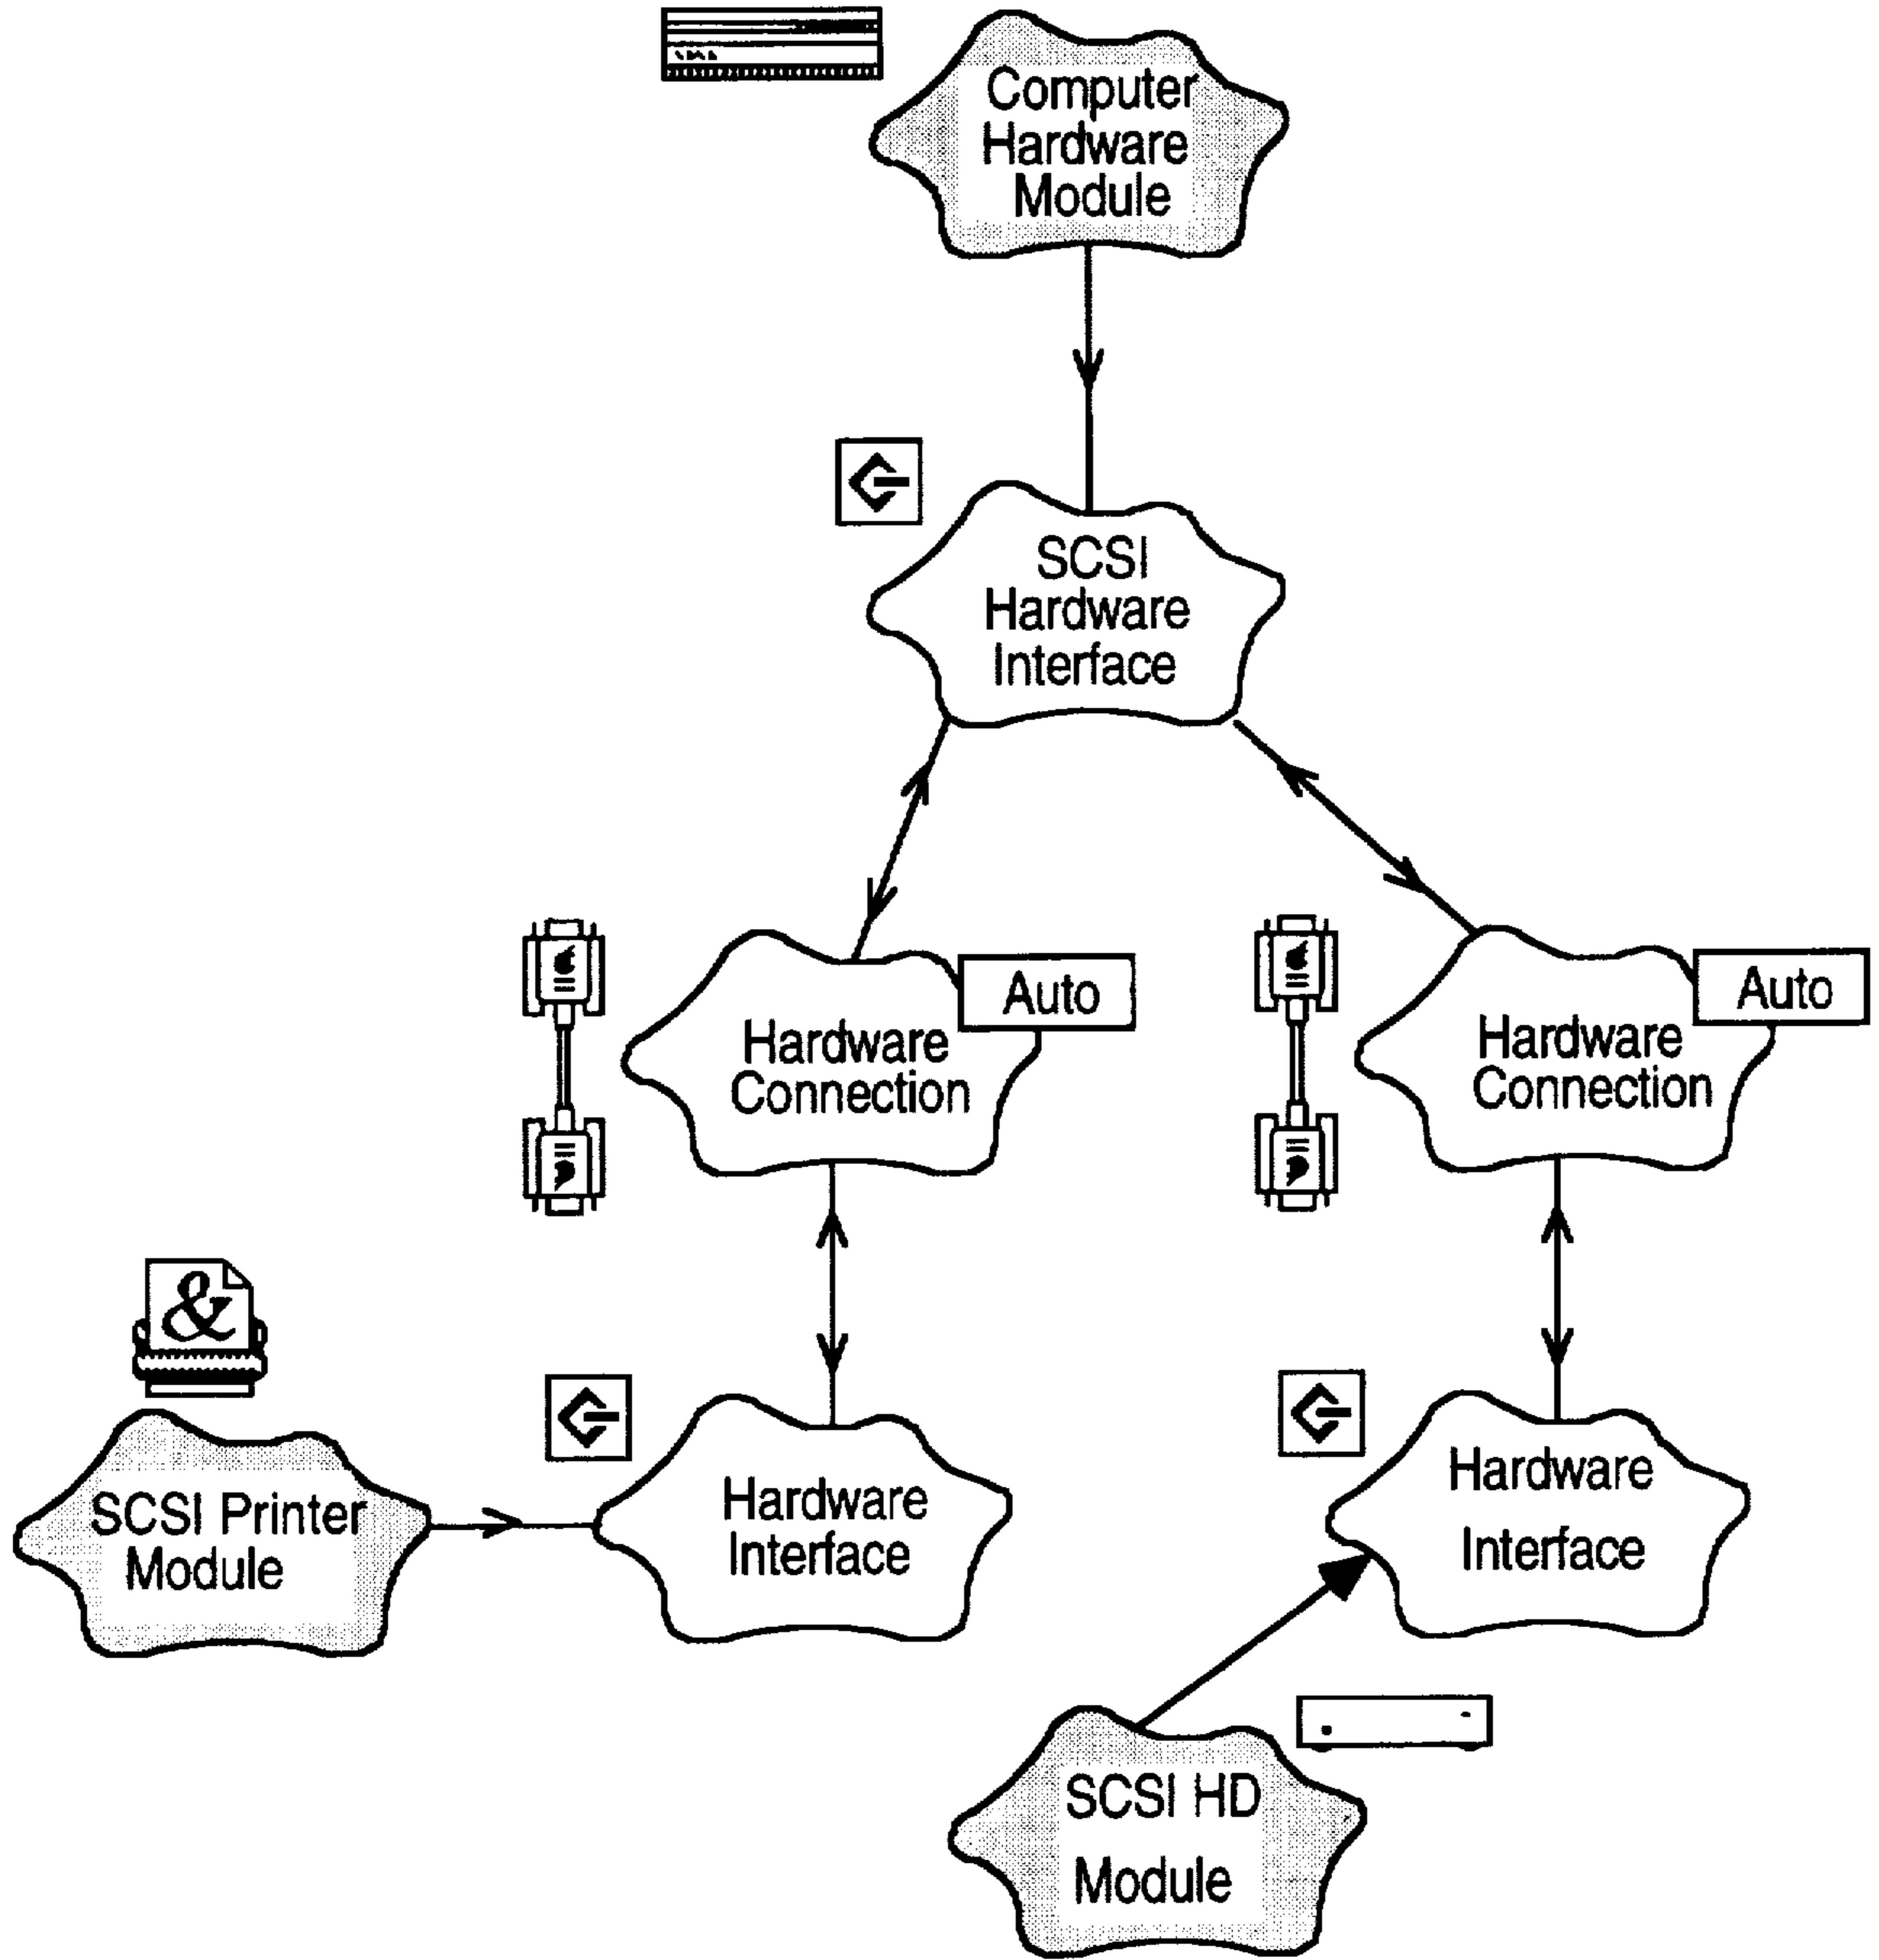 Computer
Hardware
Module
SCSI
Hardware
Interface
Auto
Hardware
Connection
Auto
Hardware
Connection
&
SCSI Printer
Module
Hardware
Interface
Hardware
Interface
SCSI HD
Module